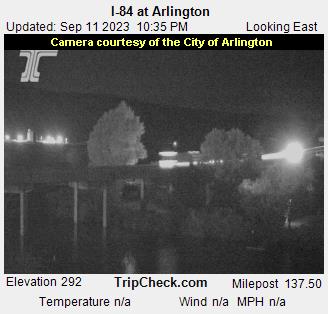 I-84 at Arlington
Updated: Sep 11 2023 10:35 PM Looking East
Camera courtesy of the City of Arlington
Elevation 292 TripCheck.com Milepost 137.50
Temperature n/a Wind n/a MPH n/a